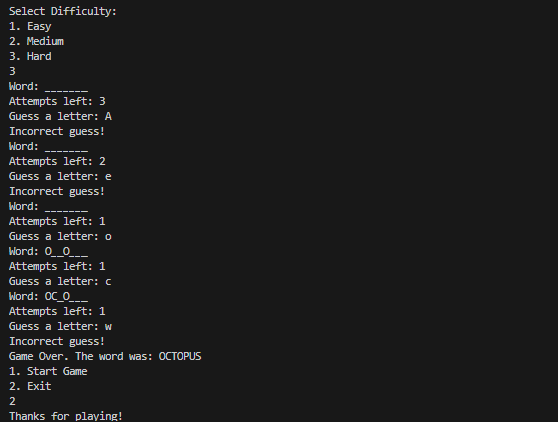 Select Difficulty:
1. Easy
2. Medium
3. Hard
3
Word: _______
Attempts left: 3
Guess a letter: A
Incorrect guess!
Word: _______
Attempts left: 2
Guess a letter: e
Incorrect guess!
Word: _______
Attempts left: 1
Guess a letter: o
Word: O__O___
Attempts left: 1
Guess a letter: c
Word: OC_O___
Attempts left: 1
Guess a letter: w
Incorrect guess!
Game Over. The word was: OCTOPUS
1. Start Game
2. Exit
2
Thanks for playing!